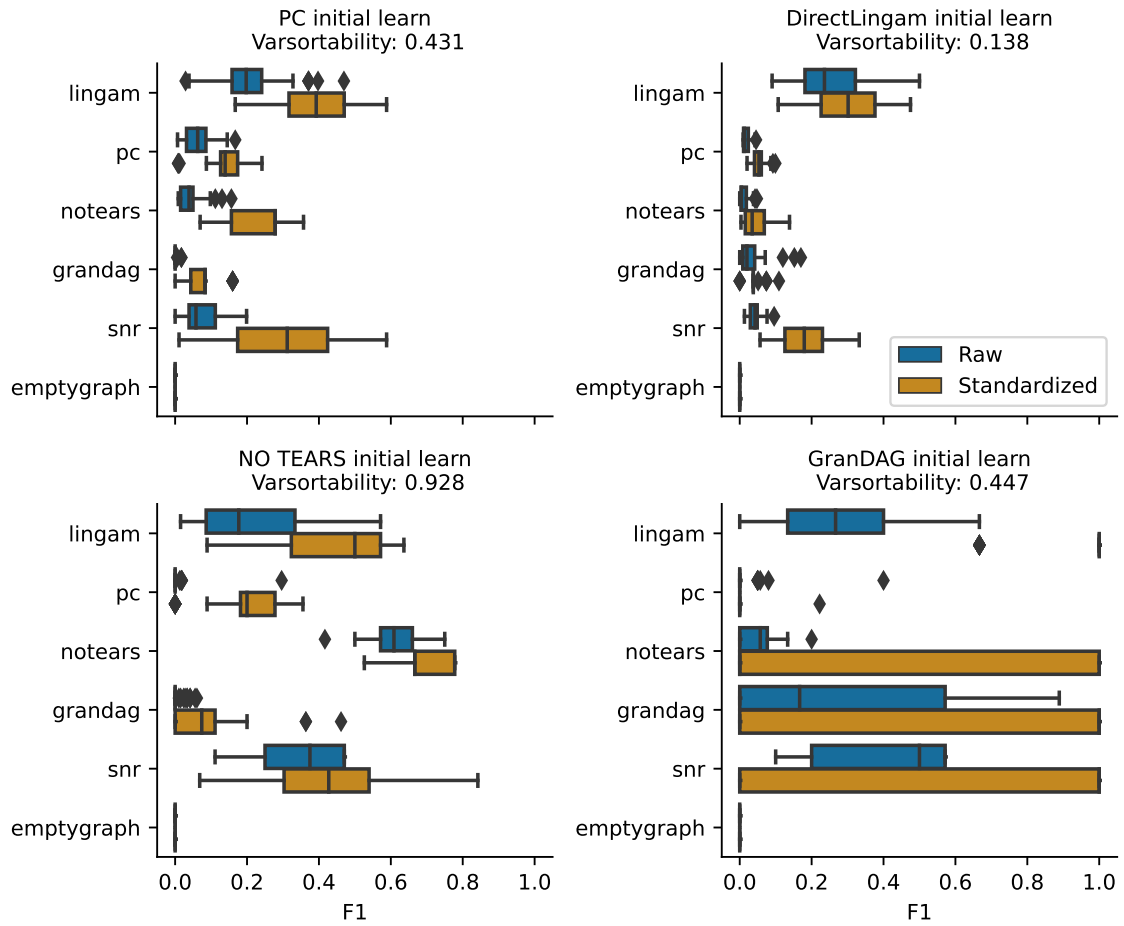 PC initial learn
Varsortability: 0.431
lingam
pc
notears
grandag
snr
emptygraph
DirectLingam initial learn
Varsortability: 0.138
lingam
pc
notears
grandag
snr
emptygraph
Raw
Standardized
NO TEARS initial learn
Varsortability: 0.928
lingam
pc
notears
grandag
snr
emptygraph
0.0 0.2 0.4 0.6 0.8 1.0
F1
GranDAG initial learn
Varsortability: 0.447
lingam
pc
notears
grandag
snr
emptygraph
0.0 0.2 0.4 0.6 0.8 1.0
F1